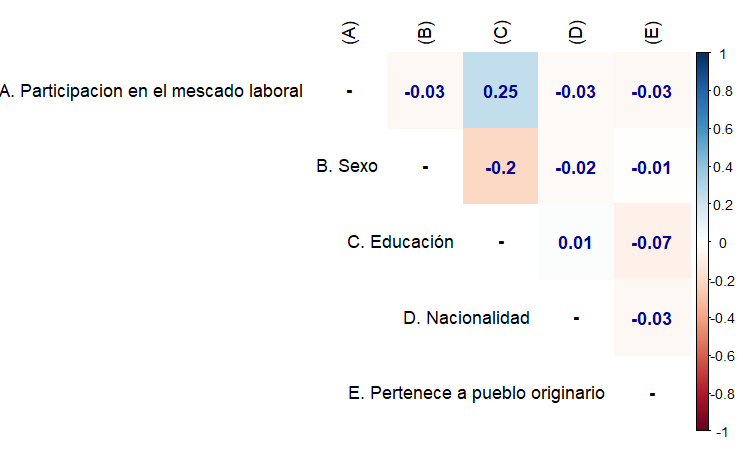 (A) (B) (C) (D) (E)
A. Participacion en el mescado laboral - -0.03 0.25 -0.03 -0.03
B. Sexo - -0.2 -0.02 -0.01
C. Educación - 0.01 -0.07
D. Nacionalidad - -0.03
E. Pertenece a pueblo originario -
1
0.8
0.6
0.4
0.2
0
-0.2
-0.4
-0.6
-0.8
-1